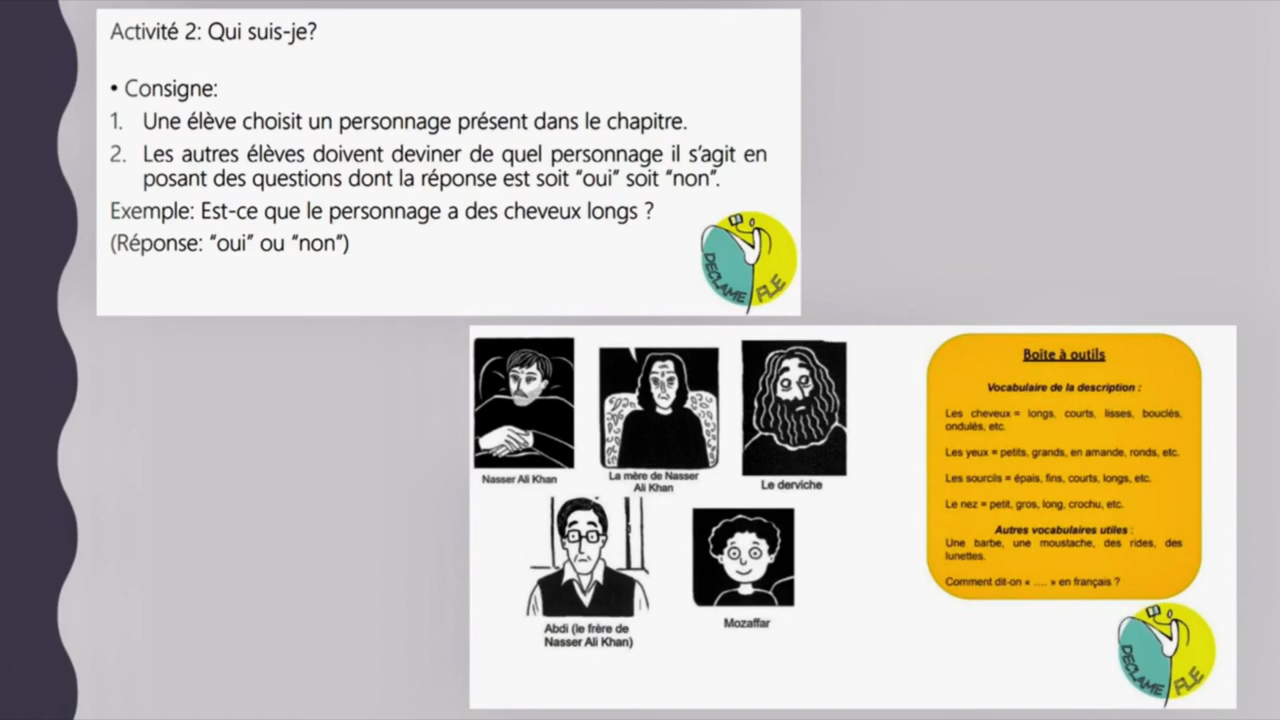 Activité 2: Qui suis-je?
• Consigne:
1. Une élève choisit un personnage présent dans le chapitre.
2. Les autres élèves doivent deviner de quel personnage il s'agit en
posant des questions dont la réponse est soit "oui" soit "non".
Exemple: Est-ce que le personnage a des cheveux longs ?
(Réponse: "oui" ou "non")
DECLAME FLE
Nasser Ali Khan
La mère de Nasser
Ali Khan
Le derviche
Abdi (le frère de
Nasser Ali Khan)
Mozaffar
Boîte à outils
Vocabulaire de la description :
Les cheveux = longs, courts, lisses, bouclés,
ondulés, etc.
Les yeux = petits, grands, en amande, ronds, etc.
Les sourcils = épais, fins, courts, longs, etc.
Le nez = petit, gros, long, crochu, etc.
Autres vocabulaires utiles :
Une barbe, une moustache, des rides, des
lunettes.
Comment dit-on « .... » en français ?
DECLAME FLE